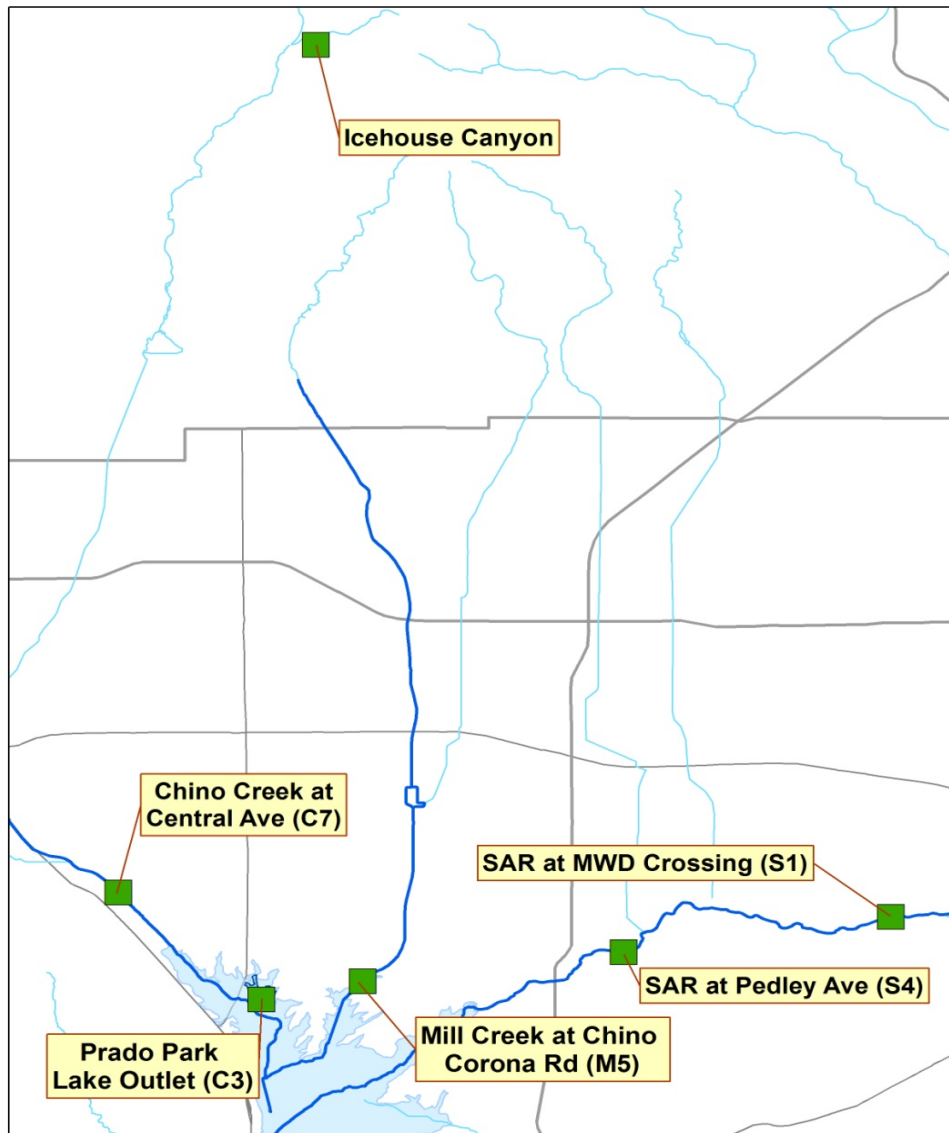 Icehouse Canyon
Chino Creek at
Central Ave (C7)
SAR at MWD Crossing (S1)
SAR at Pedley Ave (S4)
Prado Park
Lake Outlet (C3)
Mill Creek at Chino
Corona Rd (M5)